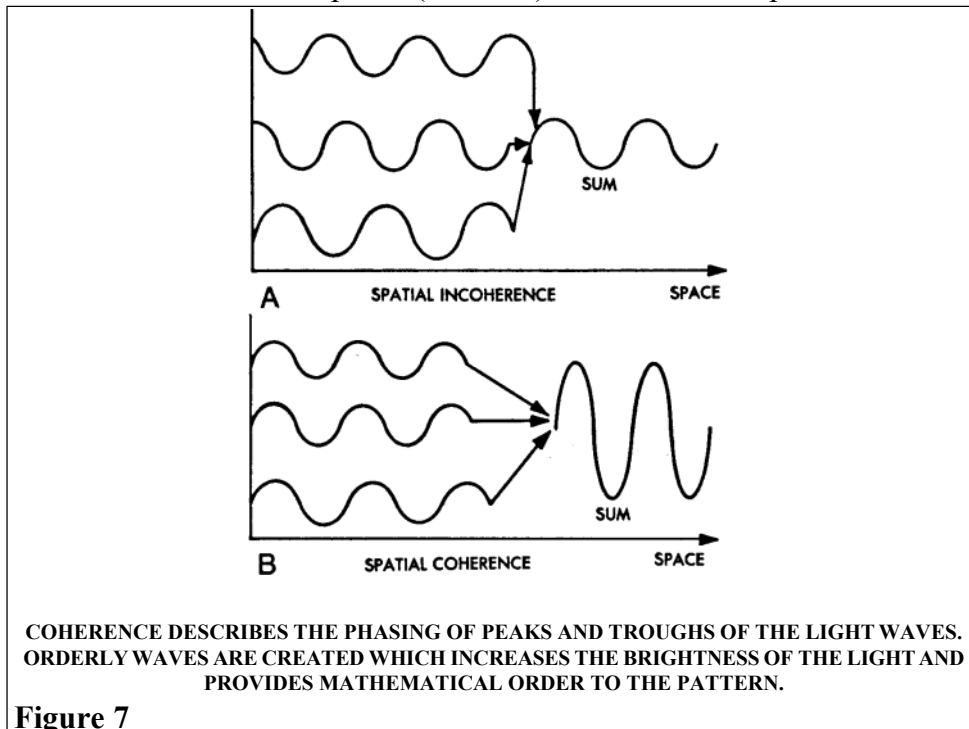 SUM
A
SPATIAL INCOHERENCE
SPACE
SUM
B
SPATIAL COHERENCE
SPACE
COHERENCE DESCRIBES THE PHASING OF PEAKS AND TROUGHS OF THE LIGHT WAVES.
ORDERLY WAVES ARE CREATED WHICH INCREASES THE BRIGHTNESS OF THE LIGHT AND
PROVIDES MATHEMATICAL ORDER TO THE PATTERN.
Figure 7